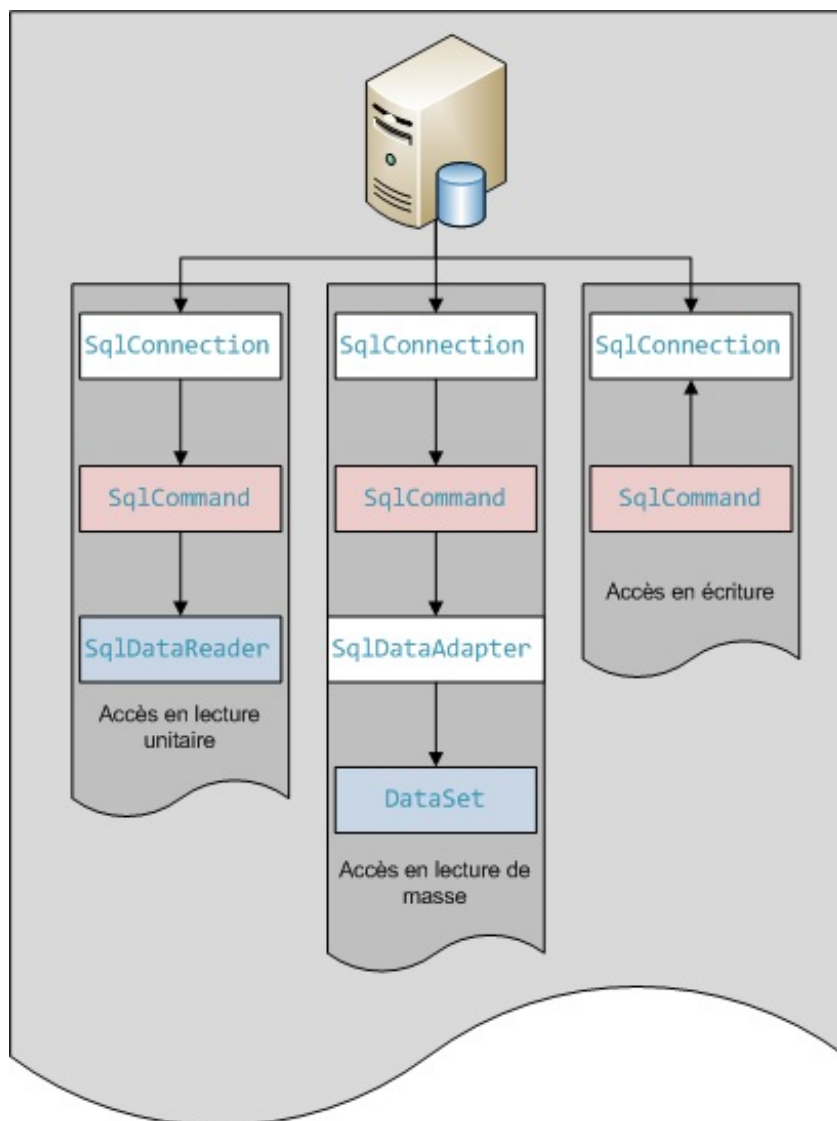 SqlConnection
SqlCommand
SqlDataReader
Accès en lecture
unitaire
SqlConnection
SqlCommand
SqlDataAdapter
DataSet
Accès en lecture de
masse
SqlConnection
SqlCommand
Accès en écriture